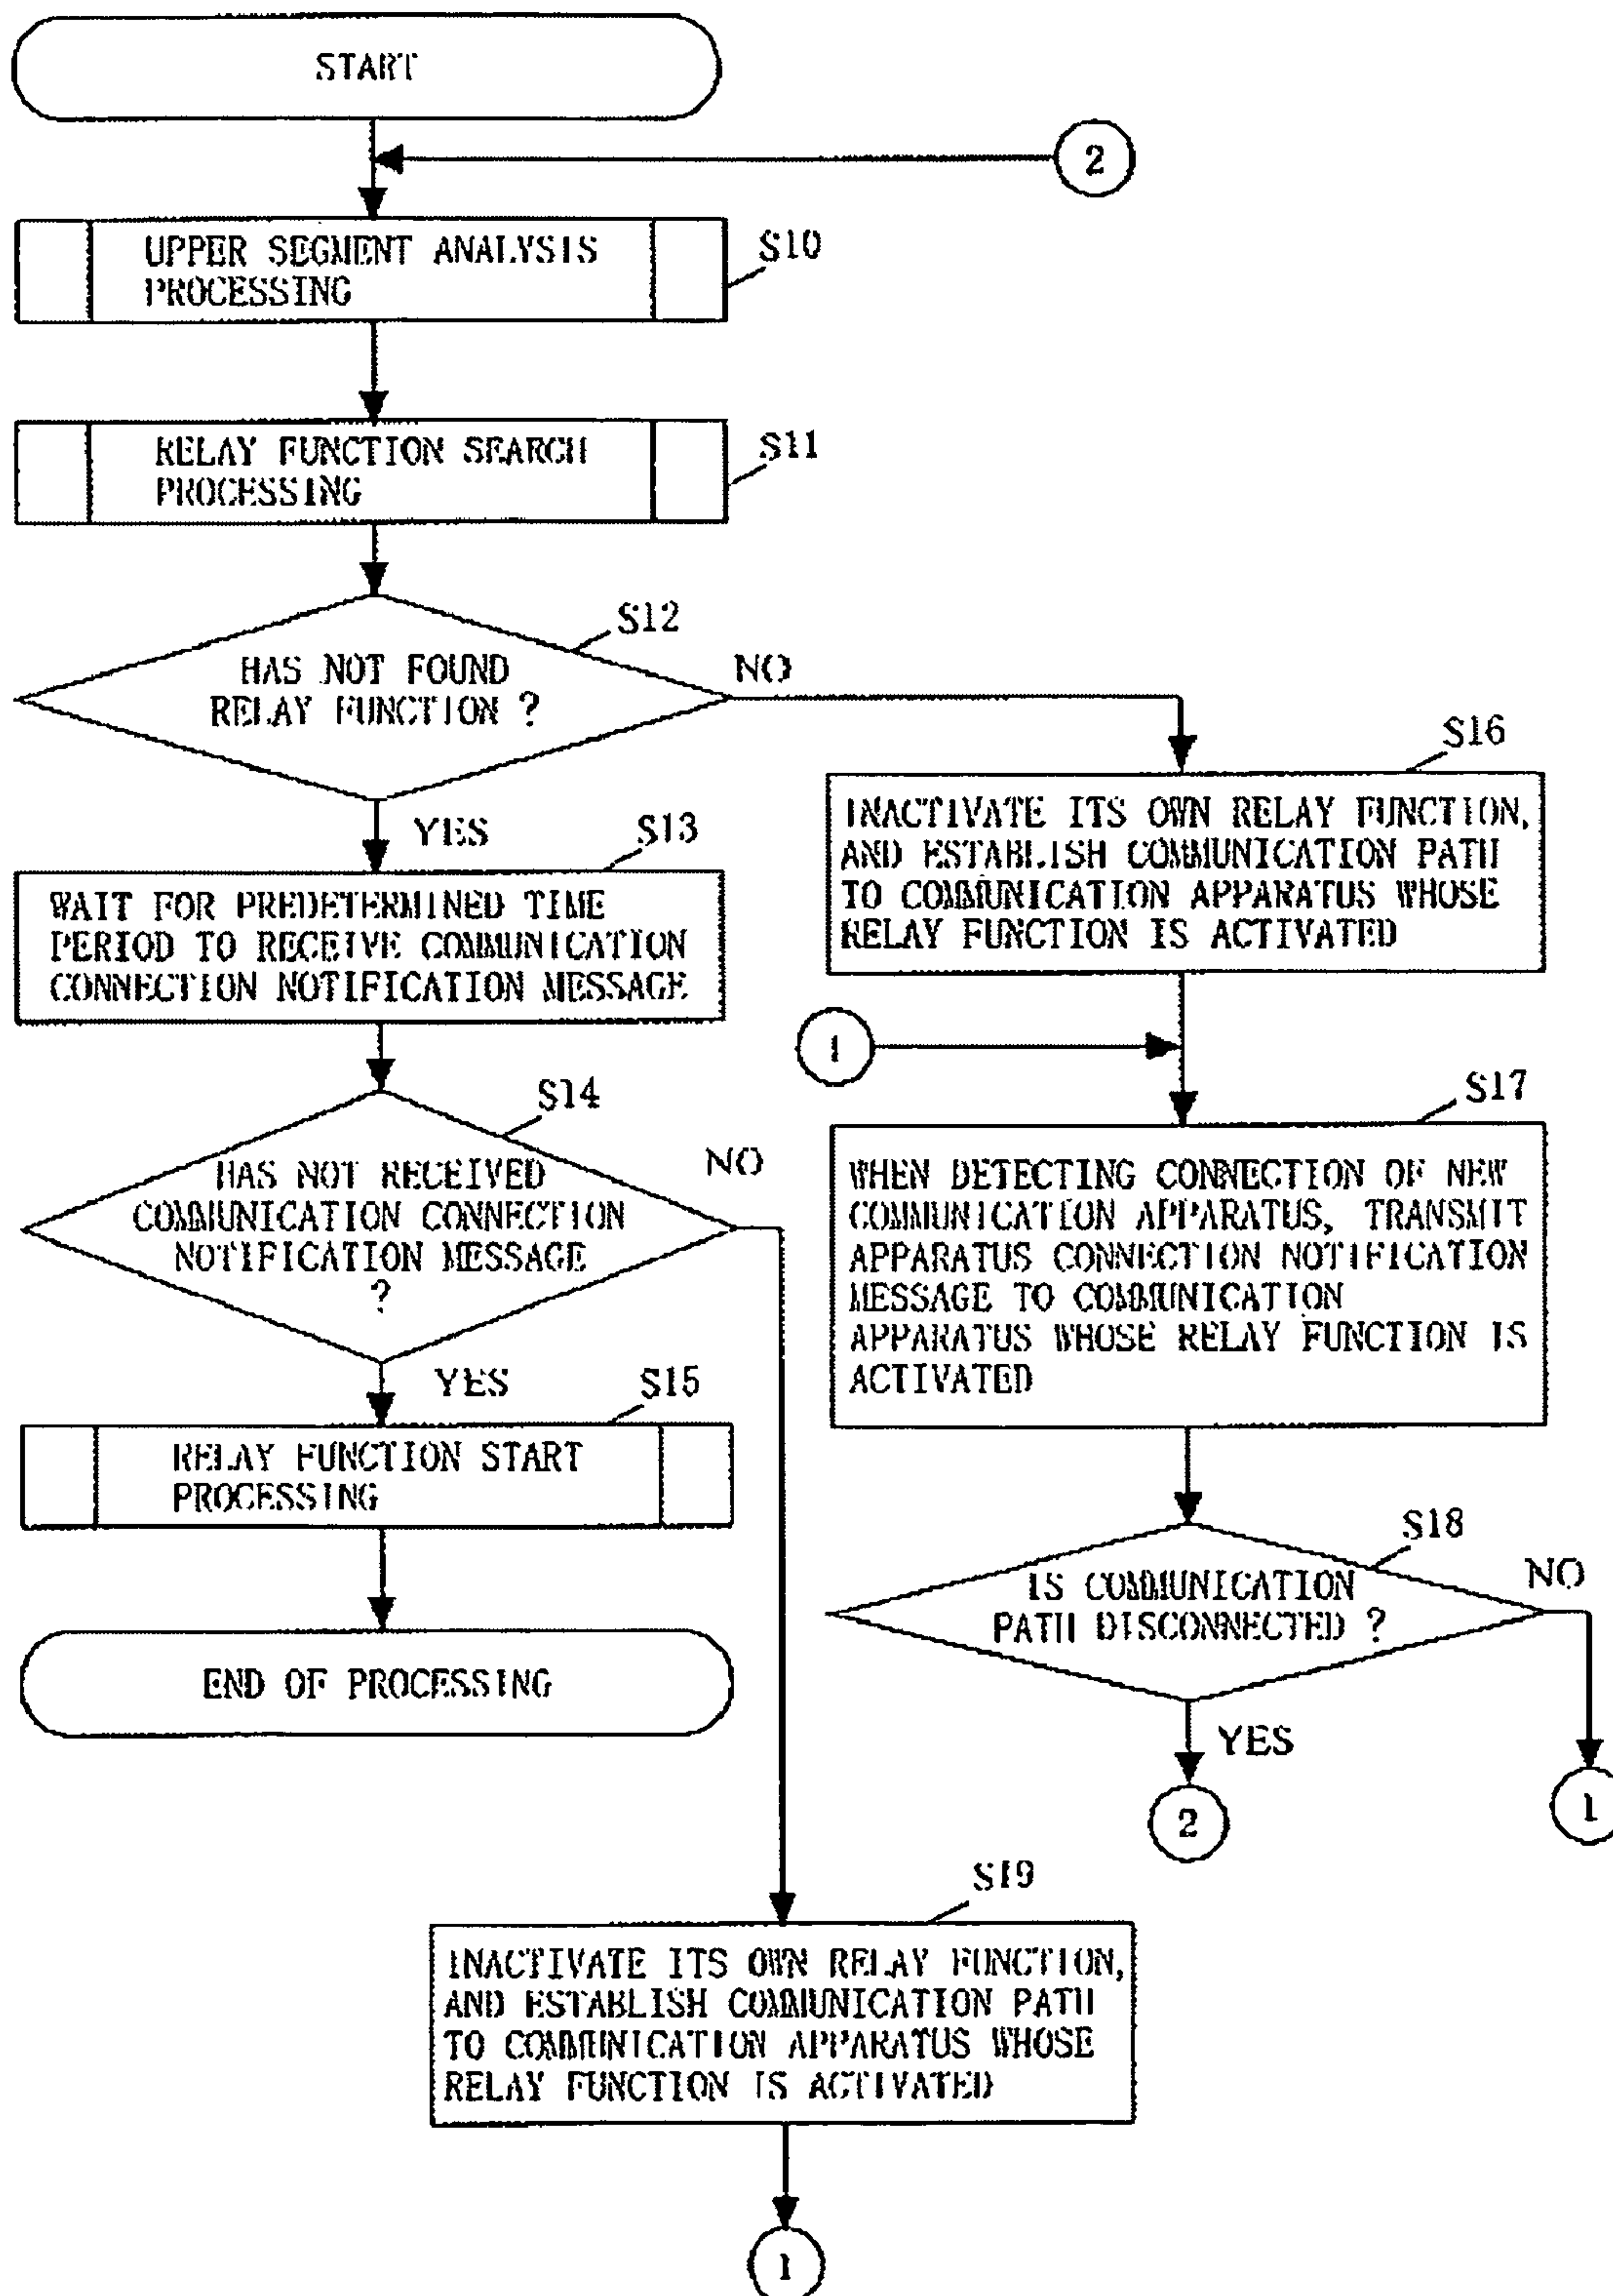 START
2
UPPER SEGMENT ANALYSIS
PROCESSING
S10
RELAY FUNCTION SEARCH
PROCESSING
S11
S12
HAS NOT FOUND
RELAY FUNCTION ?
NO
YES
S13
WAIT FOR PREDETERMINED TIME
PERIOD TO RECEIVE COMMUNICATION
CONNECTION NOTIFICATION MESSAGE
S16
INACTIVATE ITS OWN RELAY FUNCTION,
AND ESTABLISH COMMUNICATION PATH
TO COMMUNICATION APPARATUS WHOSE
RELAY FUNCTION IS ACTIVATED
1
S14
HAS NOT RECEIVED
COMMUNICATION CONNECTION
NOTIFICATION MESSAGE
?
NO
YES
S17
WHEN DETECTING CONNECTION OF NEW
COMMUNICATION APPARATUS, TRANSMIT
APPARATUS CONNECTION NOTIFICATION
MESSAGE TO COMMUNICATION
APPARATUS WHOSE RELAY FUNCTION IS
ACTIVATED
S15
RELAY FUNCTION START
PROCESSING
END OF PROCESSING
S18
IS COMMUNICATION
PATH DISCONNECTED ?
NO
YES
2
1
S19
INACTIVATE ITS OWN RELAY FUNCTION,
AND ESTABLISH COMMUNICATION PATH
TO COMMUNICATION APPARATUS WHOSE
RELAY FUNCTION IS ACTIVATED
1